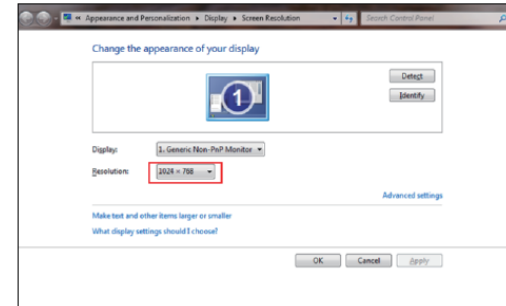 « Appearance and Personalization ▸ Display ▸ Screen Resolution
Search Control Panel
Change the appearance of your display
1
Detect
Identify
Display: 1. Generic Non-PnP Monitor
Resolution: 1024 × 768
Advanced settings
Make text and other items larger or smaller
What display settings should I choose?
OK Cancel Apply